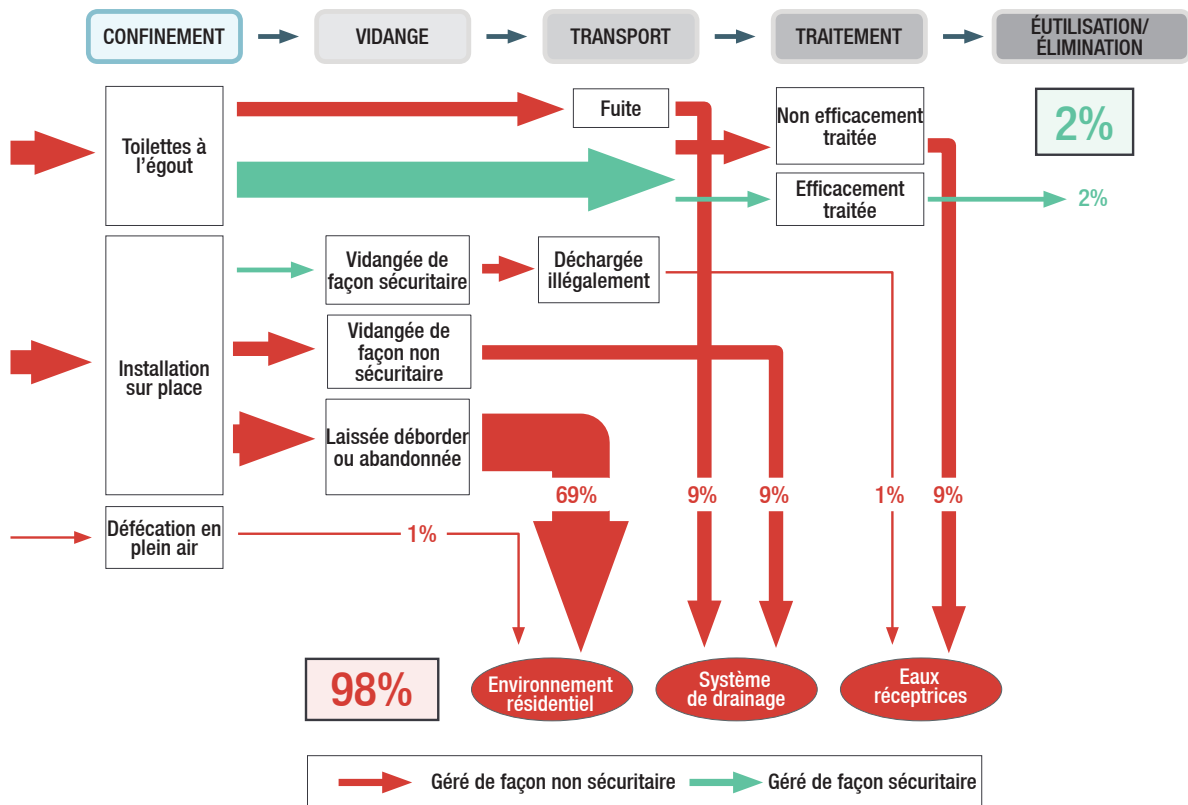 CONFINEMENT
VIDANGE
TRANSPORT
TRAITEMENT
ÉUTILISATION/
ÉLIMINATION
Toilettes à
l’égout
Fuite
Non efficacement
traitée
2%
Efficacement
traitée
2%
Installation
sur place
Vidangée de
façon sécuritaire
Déchargée
illégalement
Vidangée de
façon non
sécuritaire
Laissée déborder
ou abandonnée
69%
9%
9%
1%
9%
Défécation en
plein air
1%
98%
Environnement
résidentiel
Système
de drainage
Eaux
réceptrices
Géré de façon non sécuritaire
Géré de façon sécuritaire